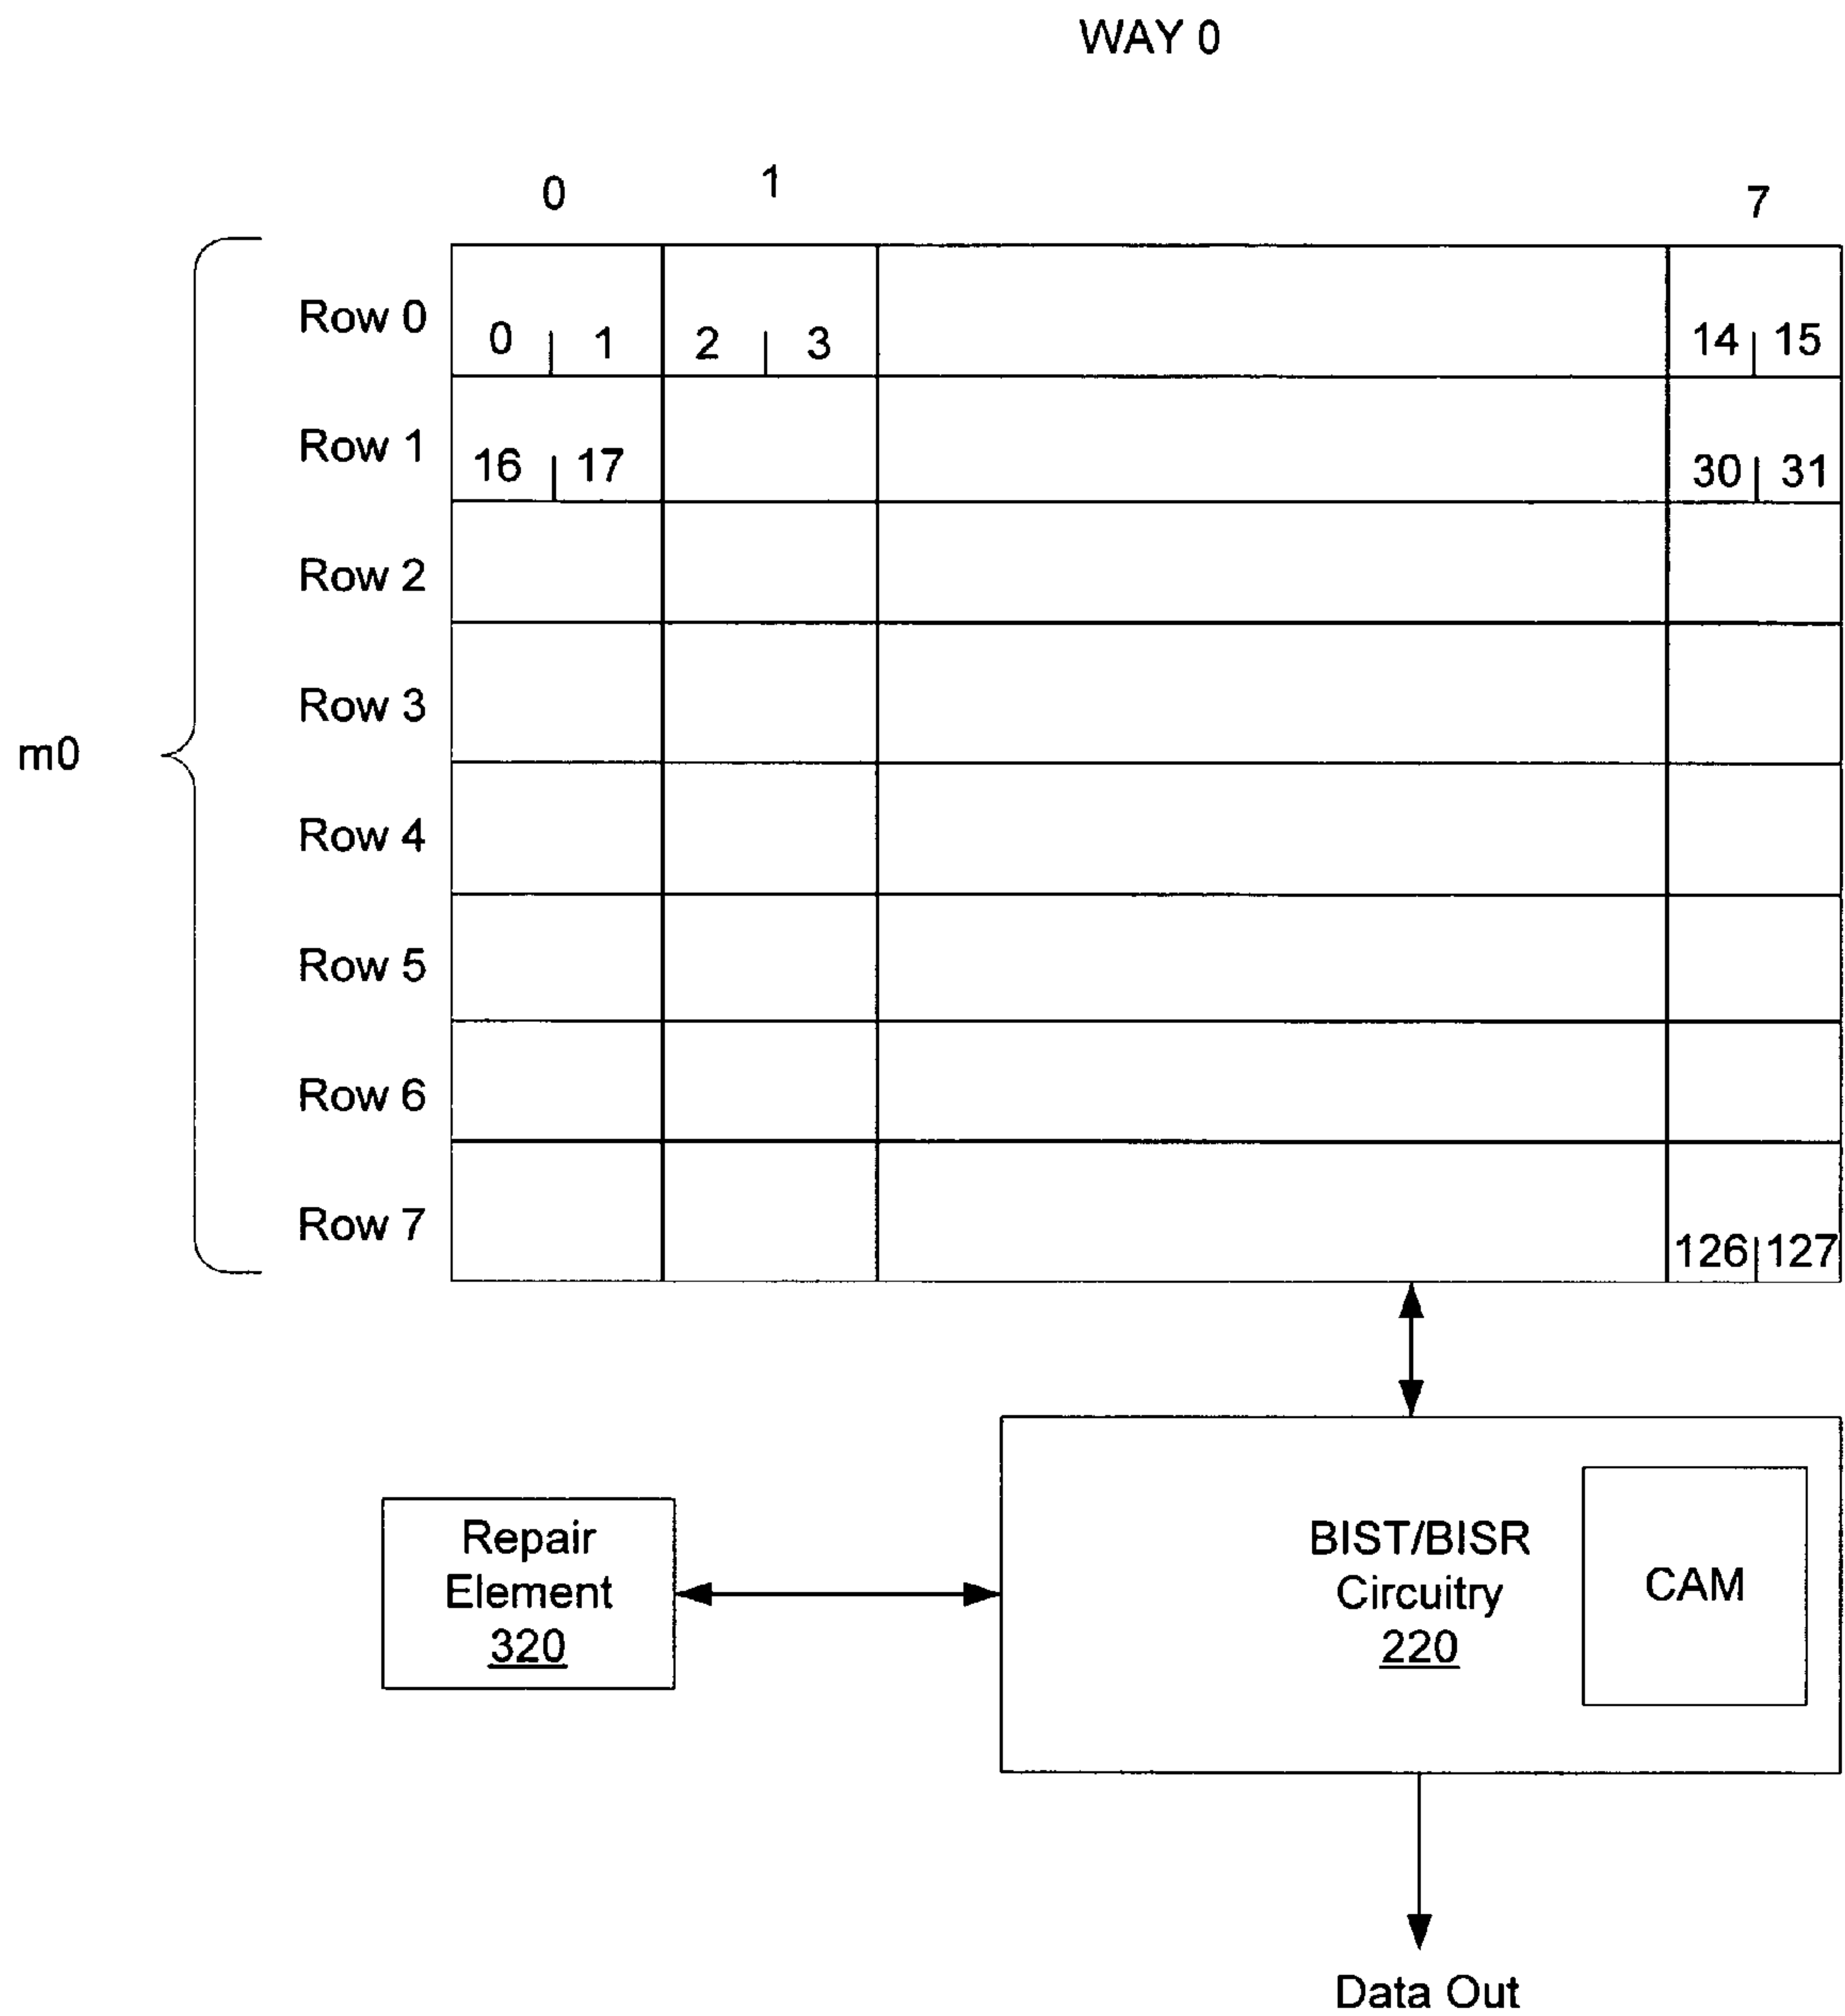 WAY 0
0 1 7
Row 0 0 1 2 3 14 15
Row 1 16 17 30 31
Row 2
Row 3
m0
Row 4
Row 5
Row 6
Row 7 126 127
Repair
Element
320
BIST/BISR
Circuitry
220
CAM
Data Out